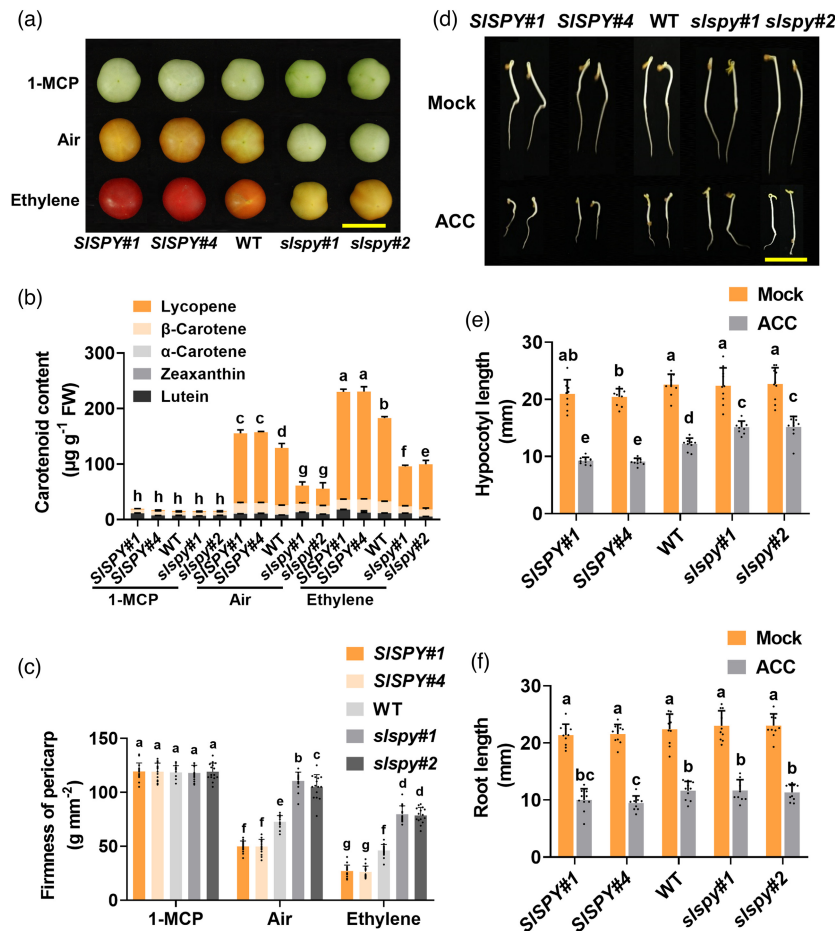 (a)
1-MCP
Air
Ethylene
SlSPY#1 SlSPY#4 WT slspy#1 slspy#2
(b)
Lycopene
β-Carotene
α-Carotene
Zeaxanthin
Lutein
Carotenoid content
(µg g⁻¹ FW)
300
200
100
0
h h h h h c c d g g a a b f e
SlSPY#1 SlSPY#4 WT slspy#1 slspy#2 SlSPY#1 SlSPY#4 WT slspy#1 slspy#2 SlSPY#1 SlSPY#4 WT slspy#1 slspy#2
1-MCP Air Ethylene
(c)
SlSPY#1
SlSPY#4
WT
slspy#1
slspy#2
Firmness of pericarp
(g mm⁻²)
150
100
50
0
a a a a a f f e b c g g f d d
1-MCP Air Ethylene
(d)
SlSPY#1 SlSPY#4 WT slspy#1 slspy#2
Mock
ACC
(e)
Mock
ACC
Hypocotyl length
(mm)
30
20
10
0
ab e b e a d a c a c
SlSPY#1 SlSPY#4 WT slspy#1 slspy#2
(f)
Mock
ACC
Root length
(mm)
30
20
10
0
a bc a c a b a b a b
SlSPY#1 SlSPY#4 WT slspy#1 slspy#2